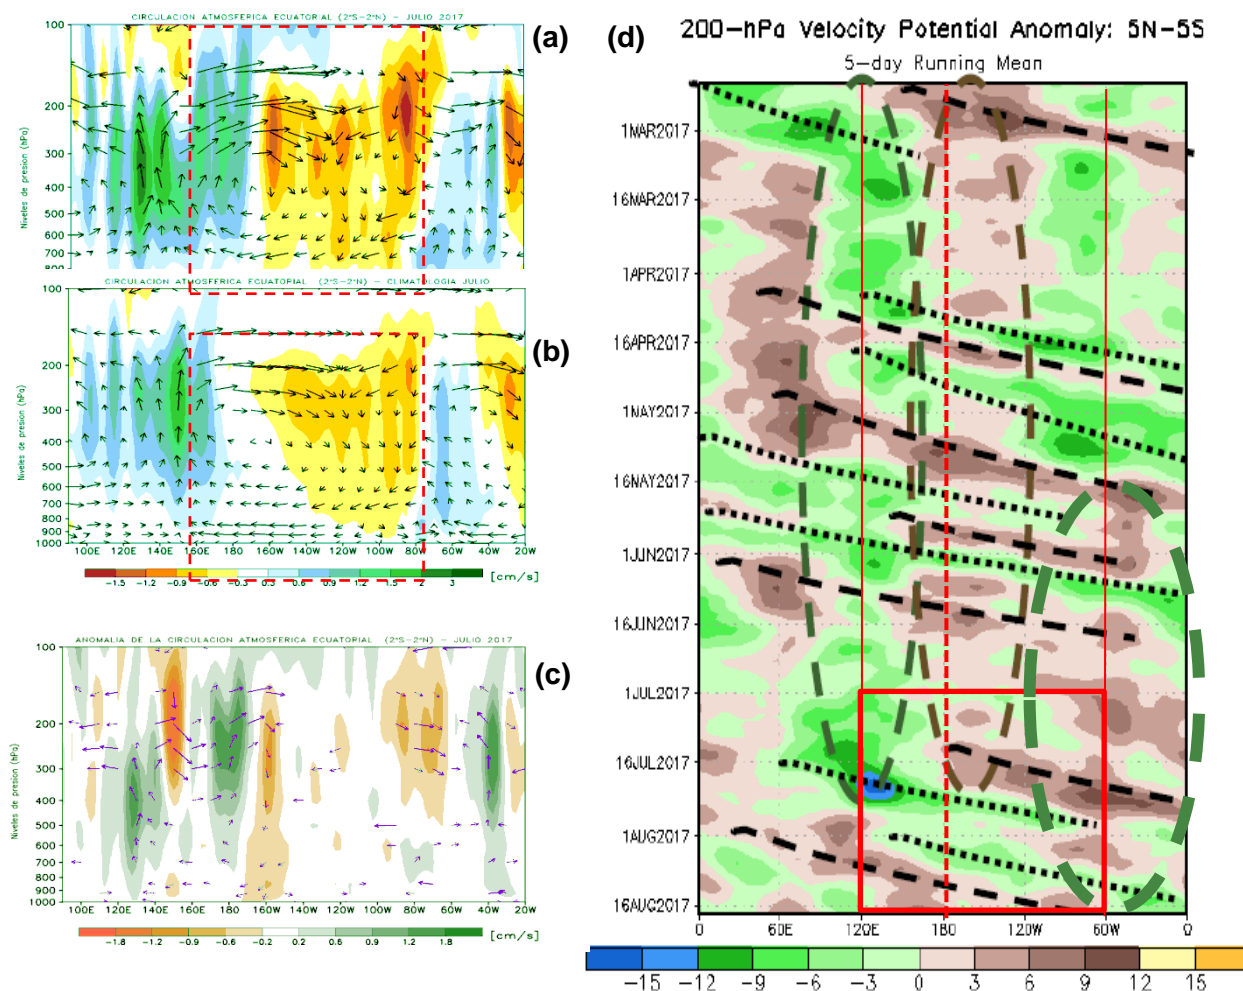 CIRCULACION ATMOSFERICA ECUATORIAL (2°S-2°N) - JULIO 2017
(a)
100
200
300
400
500
600
700
800
Niveles de presion (hPa)
CIRCULACION ATMOSFERICA ECUATORIAL (2°S-2°N) - CLIMATOLOGIA JULIO
(b)
100
200
300
400
500
600
700
800
900
1000
Niveles de presion (hPa)
100E 120E 140E 160E 180 160W 140W 120W 100W 80W 60W 40W 20W
-1.5 -1.2 -0.9 -0.6 -0.3 0.3 0.6 0.9 1.2 1.5 2 3 [cm/s]
ANOMALIA DE LA CIRCULACION ATMOSFERICA ECUATORIAL (2°S-2°N) - JULIO 2017
(c)
100
200
300
400
500
600
700
800
900
1000
Niveles de presion (hPa)
100E 120E 140E 160E 180 160W 140W 120W 100W 80W 60W 40W 20W
-1.8 -1.2 -0.9 -0.6 -0.2 0.2 0.6 0.9 1.2 1.8 [cm/s]
(d)
200-hPa Velocity Potential Anomaly: 5N-5S
5-day Running Mean
1MAR2017
16MAR2017
1APR2017
16APR2017
1MAY2017
16MAY2017
1JUN2017
16JUN2017
1JUL2017
16JUL2017
1AUG2017
16AUG2017
0 60E 120E 180 120W 60W 0
-15 -12 -9 -6 -3 0 3 6 9 12 15